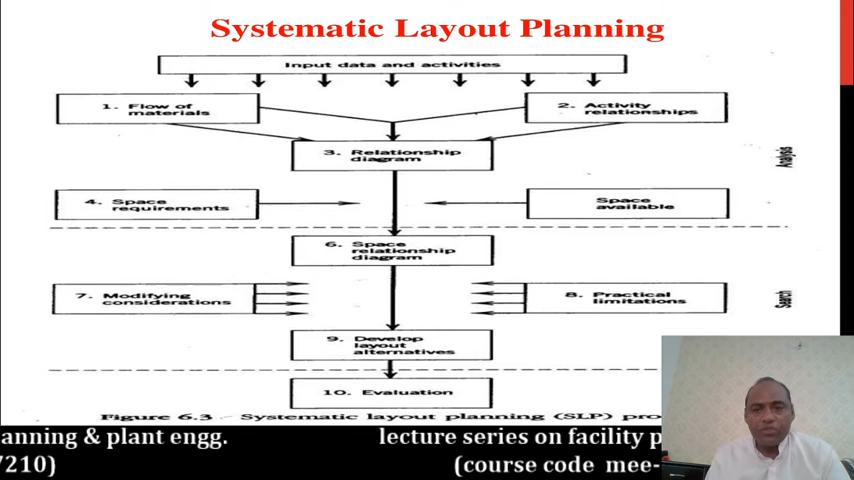 Systematic Layout Planning
Input data and activities
1. Flow of
materials
2. Activity
relationships
3. Relationship
diagram
Analysis
4. Space
requirements
Space
available
6. Space
relationship
diagram
7. Modifying
considerations
8. Practical
limitations
Search
9. Develop
layout
alternatives
10. Evaluation
Figure 6.3 Systematic layout planning (SLP) pro
anning & plant engg. lecture series on facility p
7210) (course code mee-